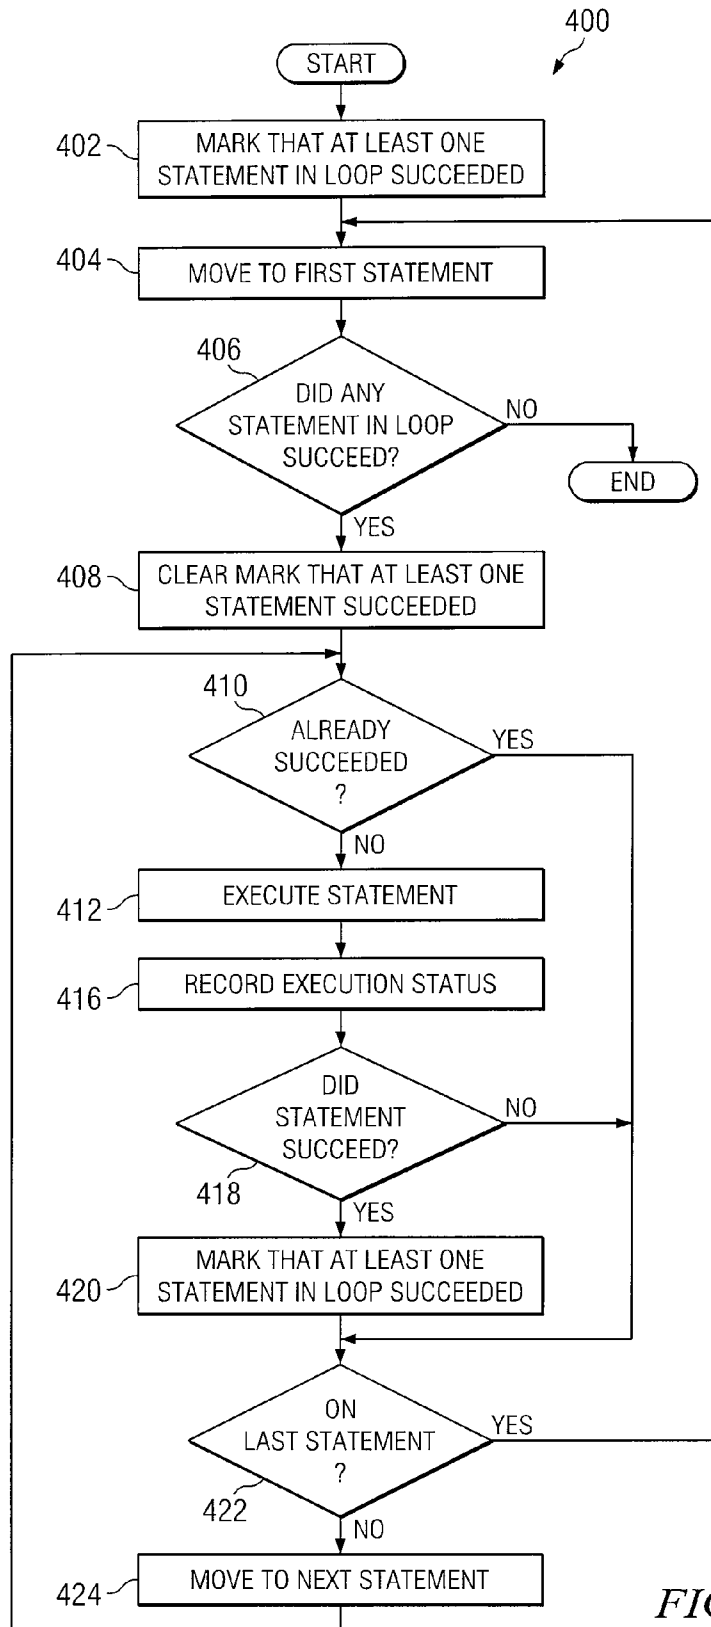 400
START
402
MARK THAT AT LEAST ONE
STATEMENT IN LOOP SUCCEEDED
404
MOVE TO FIRST STATEMENT
406
DID ANY
STATEMENT IN LOOP
SUCCEED?
NO
END
YES
408
CLEAR MARK THAT AT LEAST ONE
STATEMENT SUCCEEDED
410
ALREADY
SUCCEEDED
?
YES
NO
412
EXECUTE STATEMENT
416
RECORD EXECUTION STATUS
DID
STATEMENT
SUCCEED?
NO
418
YES
420
MARK THAT AT LEAST ONE
STATEMENT IN LOOP SUCCEEDED
ON
LAST STATEMENT
?
YES
422
NO
424
MOVE TO NEXT STATEMENT